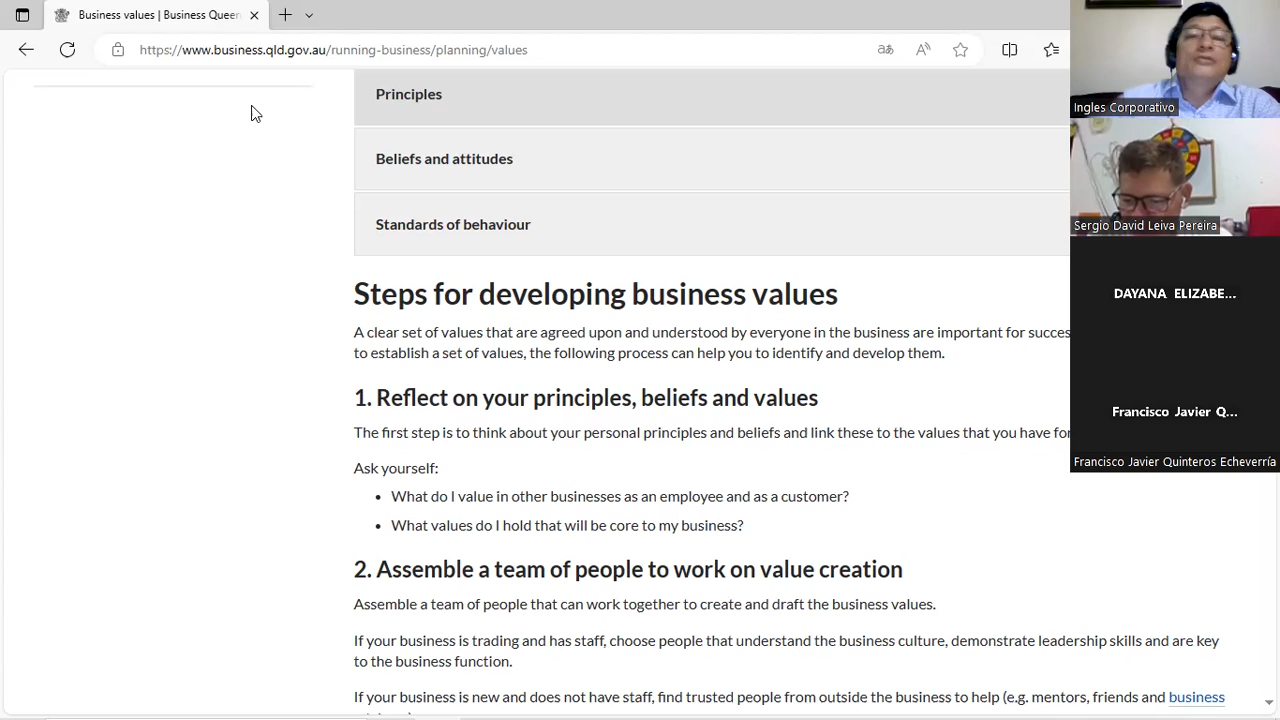 Business values | Business Queen
https://www.business.qld.gov.au/running-business/planning/values
Principles
Beliefs and attitudes
Standards of behaviour
Steps for developing business values
A clear set of values that are agreed upon and understood by everyone in the business are important for succes
to establish a set of values, the following process can help you to identify and develop them.
1. Reflect on your principles, beliefs and values
The first step is to think about your personal principles and beliefs and link these to the values that you have for
Ask yourself:
• What do I value in other businesses as an employee and as a customer?
• What values do I hold that will be core to my business?
2. Assemble a team of people to work on value creation
Assemble a team of people that can work together to create and draft the business values.
If your business is trading and has staff, choose people that understand the business culture, demonstrate leadership skills and are key
to the business function.
If your business is new and does not have staff, find trusted people from outside the business to help (e.g. mentors, friends and business
Ingles Corporativo
Sergio David Leiva Pereira
DAYANA ELIZABE...
Francisco Javier Q...
Francisco Javier Quinteros Echeverría